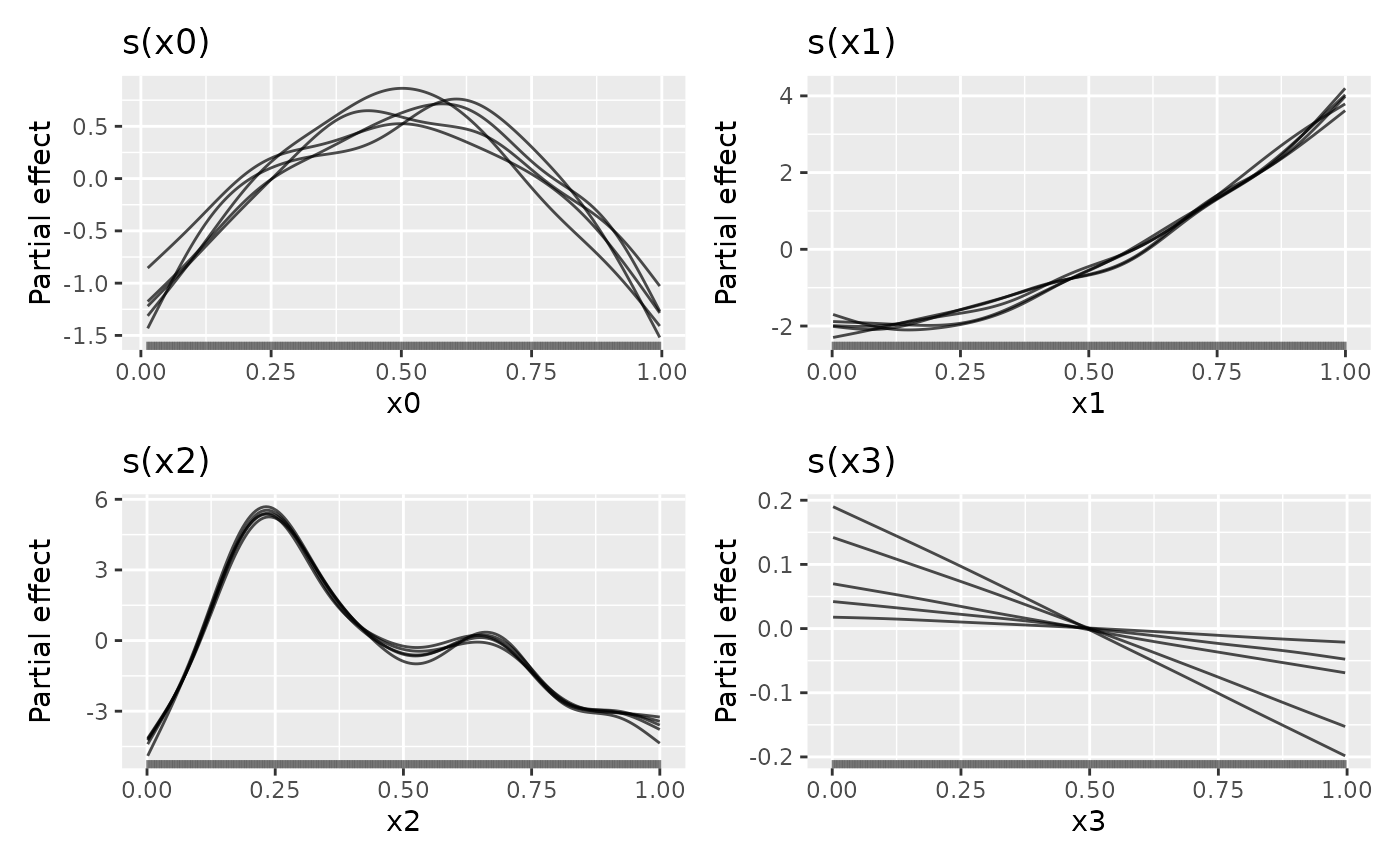 s(x0)
Partial effect
0.5
0.0
-0.5
-1.0
-1.5
0.00 0.25 0.50 0.75 1.00
x0
s(x1)
Partial effect
4
2
0
-2
0.00 0.25 0.50 0.75 1.00
x1
s(x2)
Partial effect
6
3
0
-3
0.00 0.25 0.50 0.75 1.00
x2
s(x3)
Partial effect
0.2
0.1
0.0
-0.1
-0.2
0.00 0.25 0.50 0.75 1.00
x3